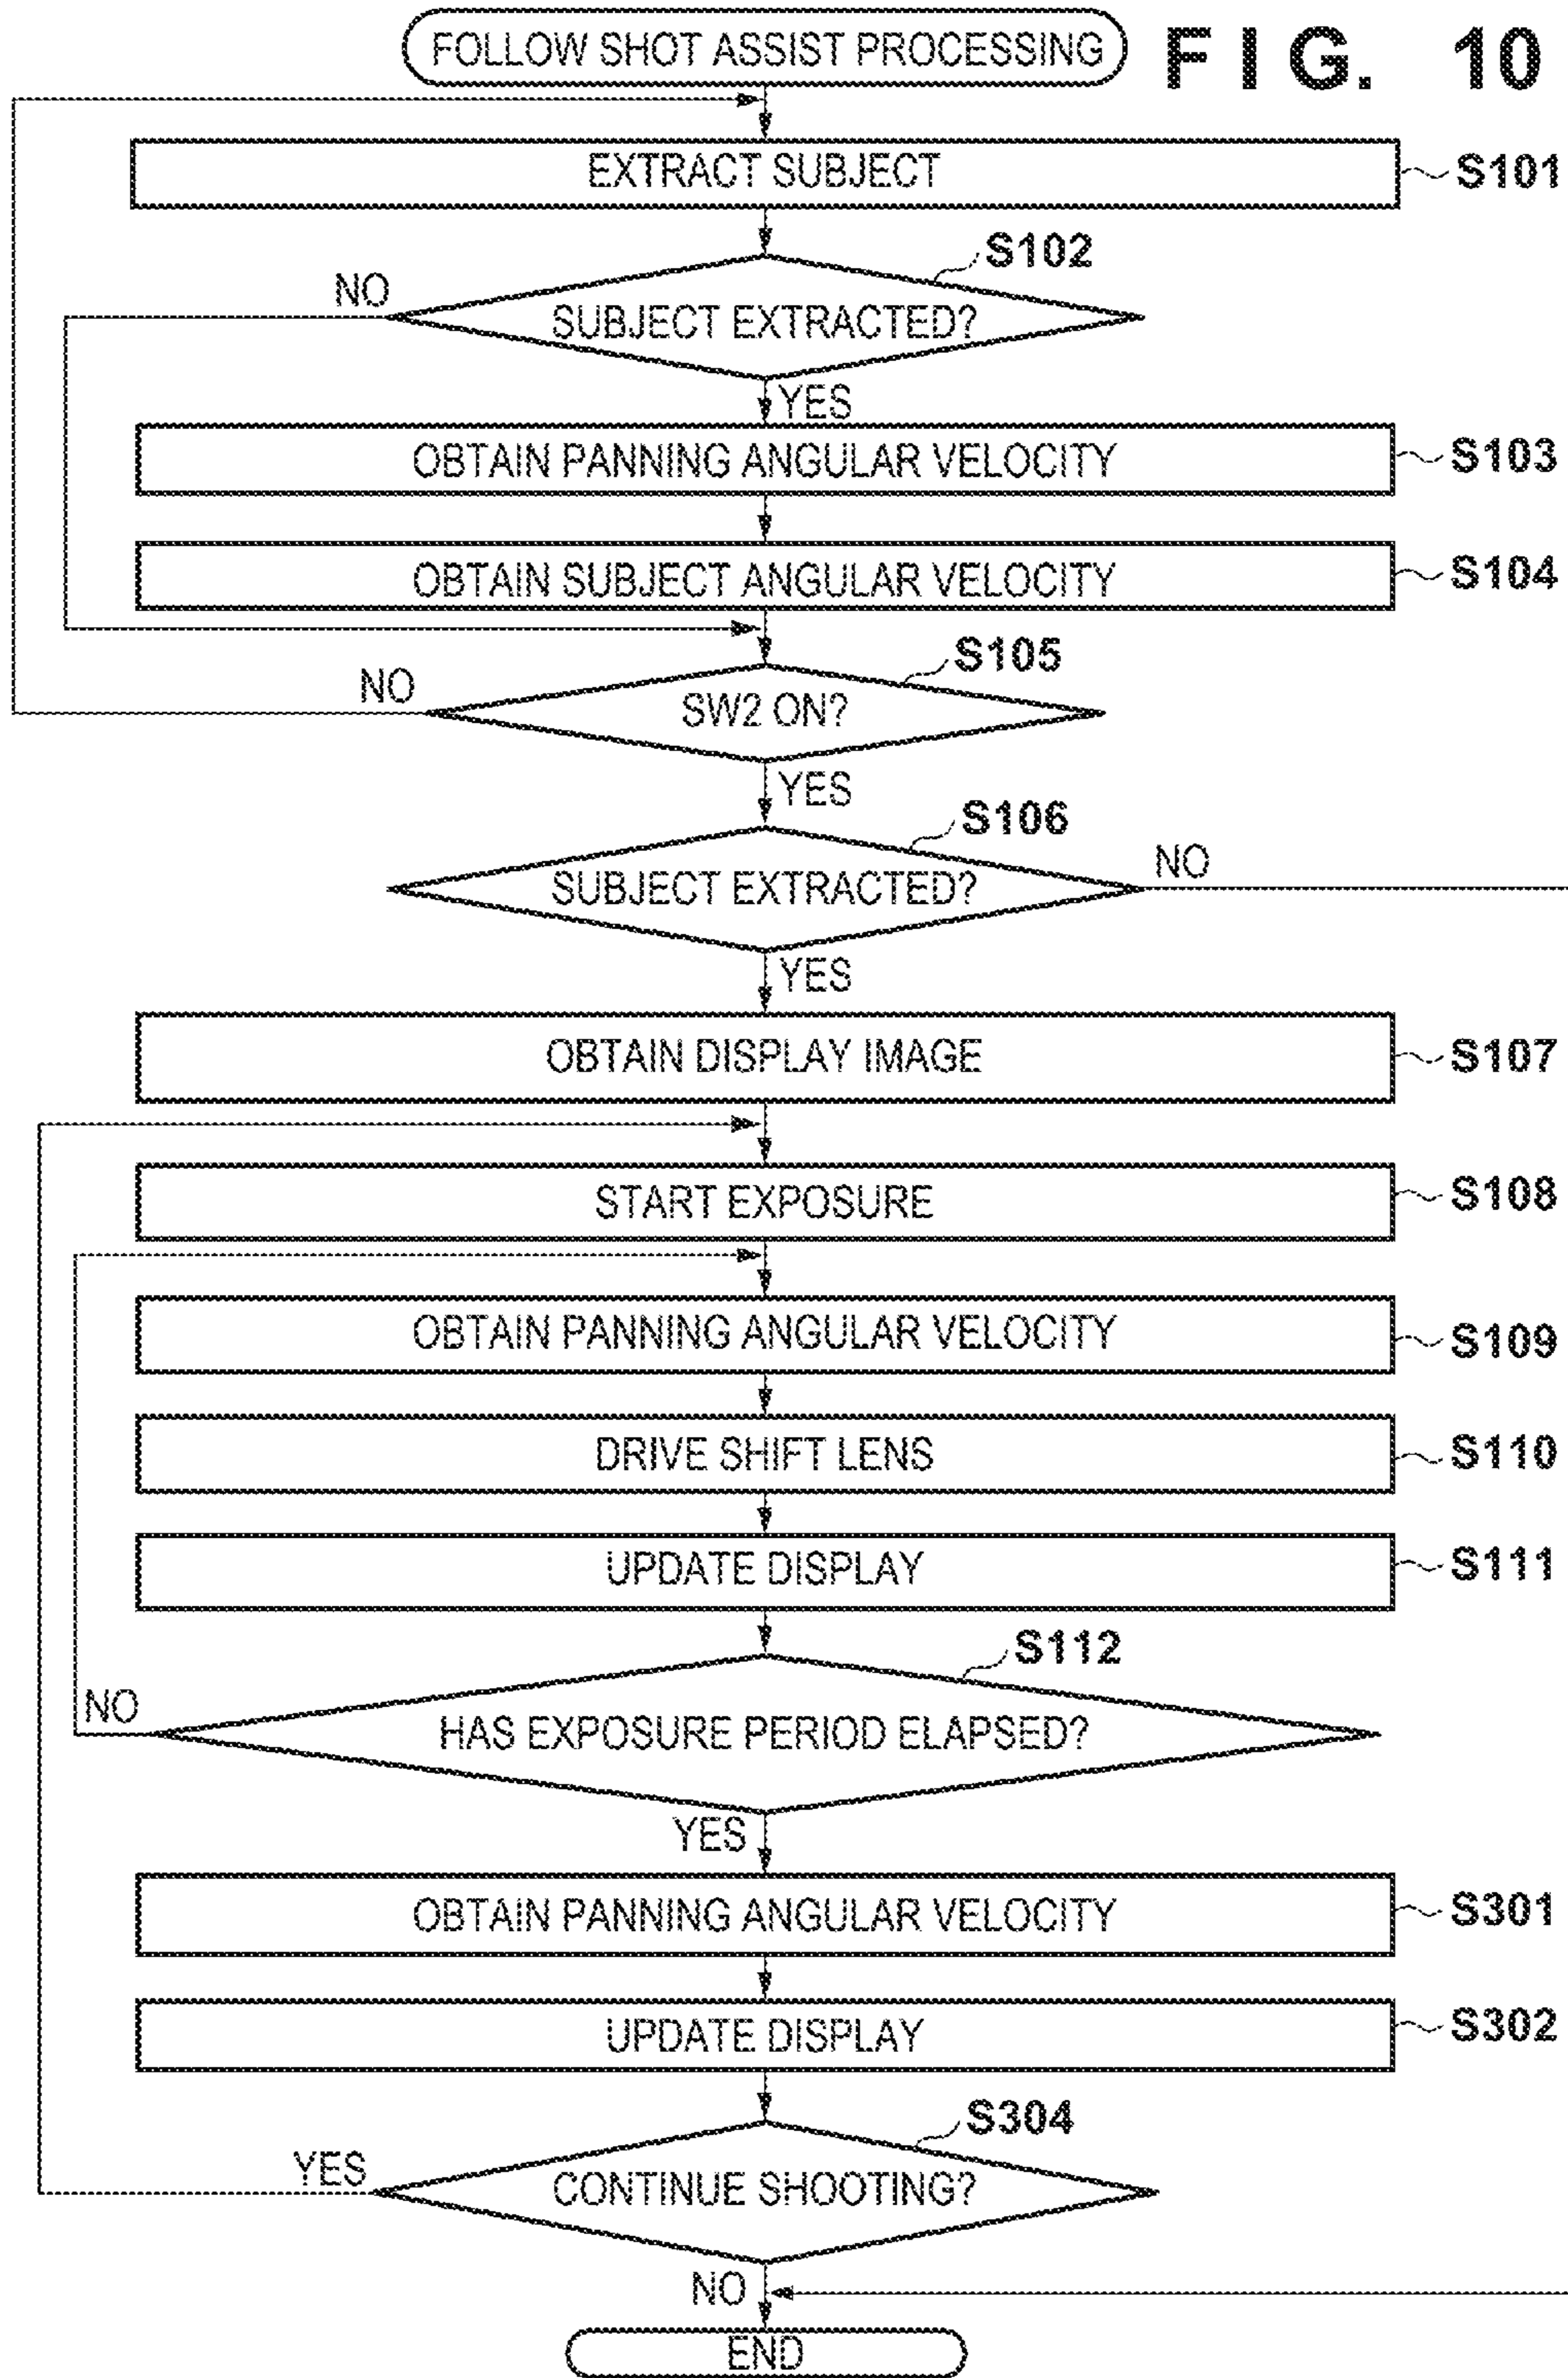 FOLLOW SHOT ASSIST PROCESSING
FIG. 10
EXTRACT SUBJECT
S101
S102
NO
SUBJECT EXTRACTED?
YES
OBTAIN PANNING ANGULAR VELOCITY
S103
OBTAIN SUBJECT ANGULAR VELOCITY
S104
S105
NO
SW2 ON?
YES
S106
SUBJECT EXTRACTED?
NO
YES
OBTAIN DISPLAY IMAGE
S107
START EXPOSURE
S108
OBTAIN PANNING ANGULAR VELOCITY
S109
DRIVE SHIFT LENS
S110
UPDATE DISPLAY
S111
S112
NO
HAS EXPOSURE PERIOD ELAPSED?
YES
OBTAIN PANNING ANGULAR VELOCITY
S301
UPDATE DISPLAY
S302
S304
YES
CONTINUE SHOOTING?
NO
END